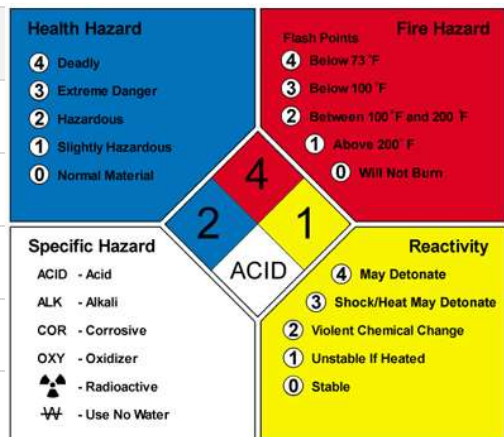 Health Hazard
4 Deadly
3 Extreme Danger
2 Hazardous
1 Slightly Hazardous
0 Normal Material
Fire Hazard
Flash Points
4 Below 73°F
3 Below 100°F
2 Between 100°F and 200°F
1 Above 200°F
0 Will Not Burn
4
2
1
ACID
Specific Hazard
ACID - Acid
ALK - Alkali
COR - Corrosive
OXY - Oxidizer
- Radioactive
W - Use No Water
Reactivity
4 May Detonate
3 Shock/Heat May Detonate
2 Violent Chemical Change
1 Unstable If Heated
0 Stable